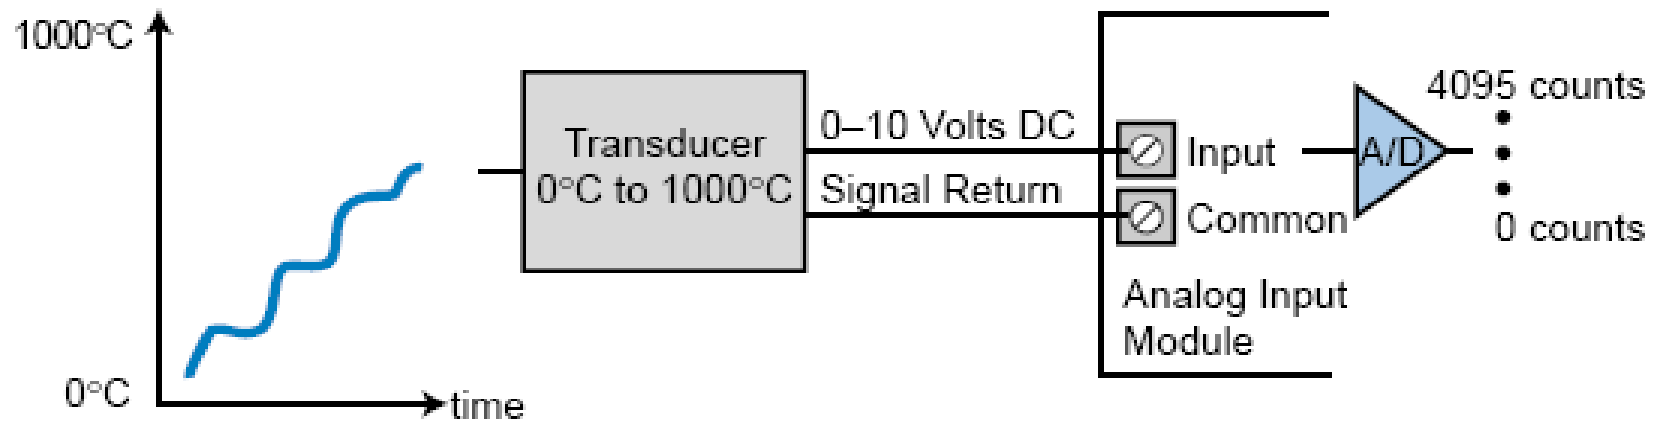 1000°C
0°C
time
Transducer
0°C to 1000°C
0–10 Volts DC
Signal Return
Input
Common
Analog Input
Module
A/D
4095 counts
0 counts